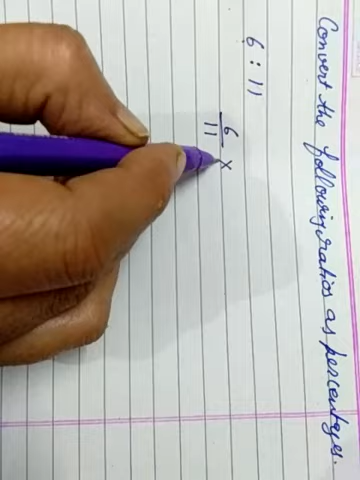 Convert the following ratios as percentages.
6 : 11
6/11 ×